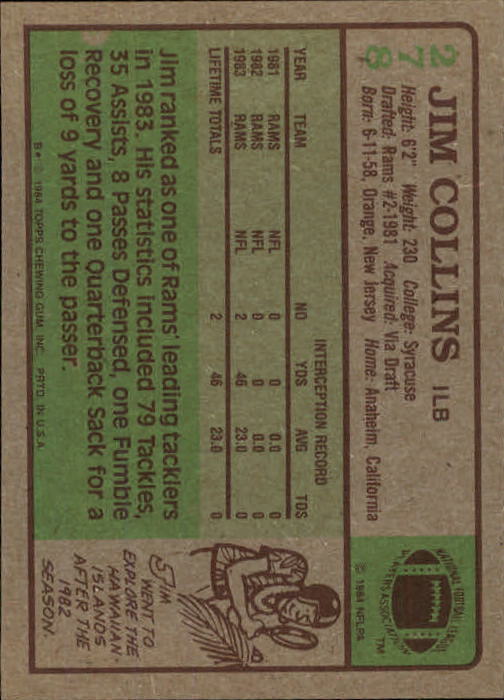 278
JIM COLLINS ILB
Height: 6'2" Weight: 230 College: Syracuse
Drafted: Rams #2-1981 Acquired: Via Draft
Born: 6-11-58, Orange, New Jersey Home: Anaheim, California
NATIONAL FOOTBALL LEAGUE
PLAYERS ASSOCIATION
TM
© 1984 NFLPA
INTERCEPTION RECORD
YEAR TEAM NO YDS AVG TDS
1981 RAMS NFL 0 0 0.0 0
1982 RAMS NFL 0 0 0.0 0
1983 RAMS NFL 2 46 23.0 0
LIFETIME TOTALS 2 46 23.0 0
Jim ranked as one of Rams' leading tacklers
in 1983. His statistics included 79 Tackles,
35 Assists, 8 Passes Defensed, one Fumble
Recovery and one Quarterback Sack for a
loss of 9 yards to the passer.
JIM
WENT TO
EXPLORE THE
HAWAIIAN
ISLANDS
AFTER THE
1982
SEASON.
B* © 1984 TOPPS CHEWING GUM, INC. PRTD. IN U.S.A.